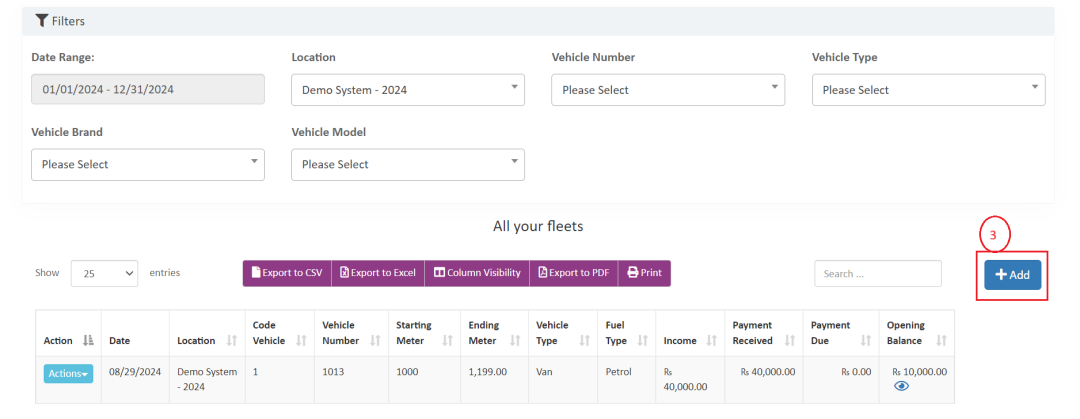 Filters
Date Range: Location Vehicle Number Vehicle Type
01/01/2024 - 12/31/2024 Demo System - 2024 Please Select Please Select
Vehicle Brand Vehicle Model
Please Select Please Select
All your fleets
3
Show 25 entries Export to CSV Export to Excel Column Visibility Export to PDF Print Search ... Add
Action Date Location Code Vehicle Vehicle Number Starting Meter Ending Meter Vehicle Type Fuel Type Income Payment Received Payment Due Opening Balance
Actions 08/29/2024 Demo System - 2024 1 1013 1000 1,199.00 Van Petrol ₨ 40,000.00 ₨ 40,000.00 ₨ 0.00 ₨ 10,000.00